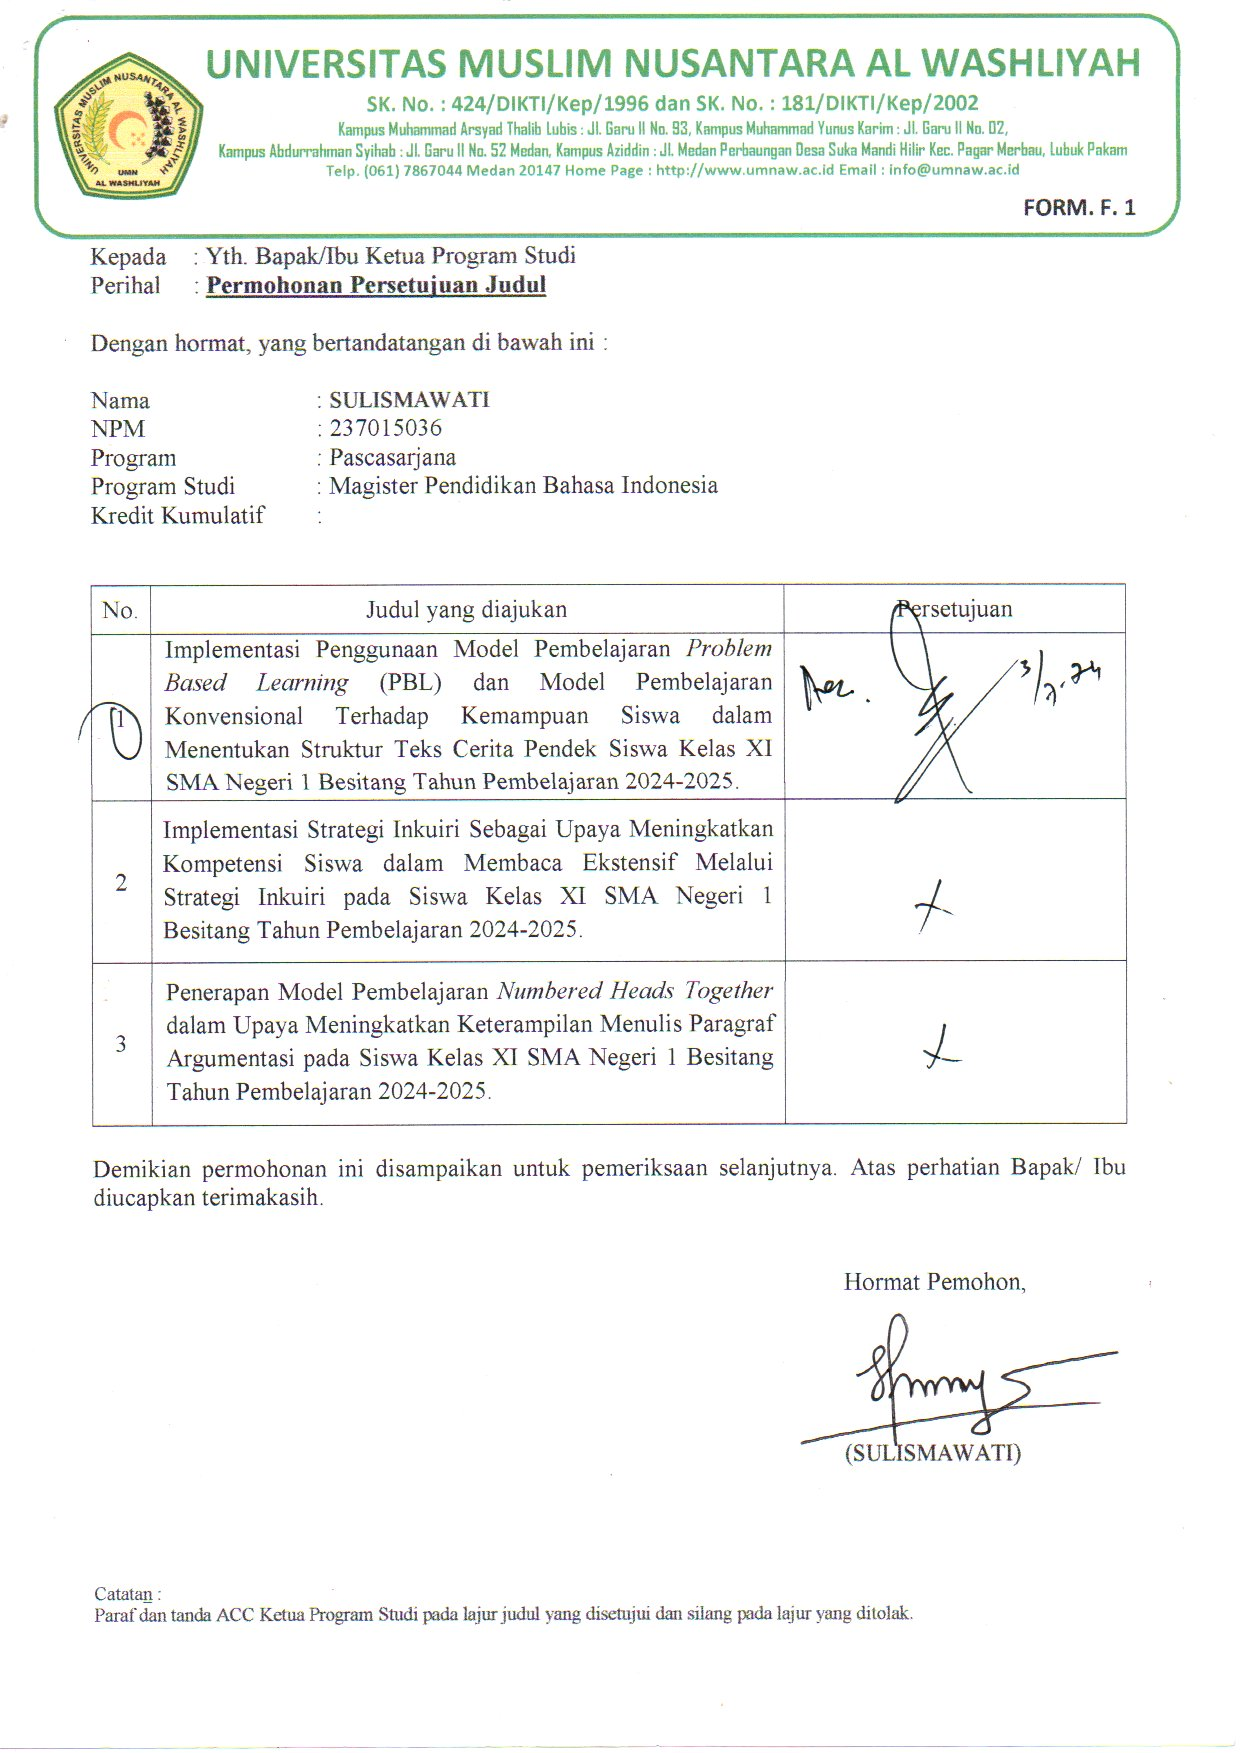 UNIVERSITAS MUSLIM NUSANTARA AL WASHLIYAH
SK. No. : 424/DIKTI/Kep/1996 dan SK. No. : 181/DIKTI/Kep/2002
Kampus Muhammad Arsyad Thalib Lubis : Jl. Garu II No. 93, Kampus Muhammad Yunus Karim : Jl. Garu II No. 02,
Kampus Abdurrahman Syihab : Jl. Garu II No. 52 Medan, Kampus Aziddin : Jl. Medan Perbaungan Desa Suka Mandi Hilir Kec. Pagar Merbau, Lubuk Pakam
Telp. (061) 7867044 Medan 20147 Home Page : http://www.umnaw.ac.id Email : info@umnaw.ac.id
UNIVERSITAS MUSLIM NUSANTARA AL WASHLIYAH
UMN
AL WASHLIYAH
FORM. F. 1
Kepada : Yth. Bapak/Ibu Ketua Program Studi
Perihal : Permohonan Persetujuan Judul
Dengan hormat, yang bertandatangan di bawah ini :
Nama : SULISMAWATI
NPM : 237015036
Program : Pascasarjana
Program Studi : Magister Pendidikan Bahasa Indonesia
Kredit Kumulatif :
No. Judul yang diajukan Persetujuan
1 Implementasi Penggunaan Model Pembelajaran Problem
Based Learning (PBL) dan Model Pembelajaran
Konvensional Terhadap Kemampuan Siswa dalam
Menentukan Struktur Teks Cerita Pendek Siswa Kelas XI
SMA Negeri 1 Besitang Tahun Pembelajaran 2024-2025.
Acc.
2 Implementasi Strategi Inkuiri Sebagai Upaya Meningkatkan
Kompetensi Siswa dalam Membaca Ekstensif Melalui
Strategi Inkuiri pada Siswa Kelas XI SMA Negeri 1
Besitang Tahun Pembelajaran 2024-2025.
3 Penerapan Model Pembelajaran Numbered Heads Together
dalam Upaya Meningkatkan Keterampilan Menulis Paragraf
Argumentasi pada Siswa Kelas XI SMA Negeri 1 Besitang
Tahun Pembelajaran 2024-2025.
Demikian permohonan ini disampaikan untuk pemeriksaan selanjutnya. Atas perhatian Bapak/ Ibu
diucapkan terimakasih.
Hormat Pemohon,
(SULISMAWATI)
Catatan :
Paraf dan tanda ACC Ketua Program Studi pada lajur judul yang disetujui dan silang pada lajur yang ditolak.